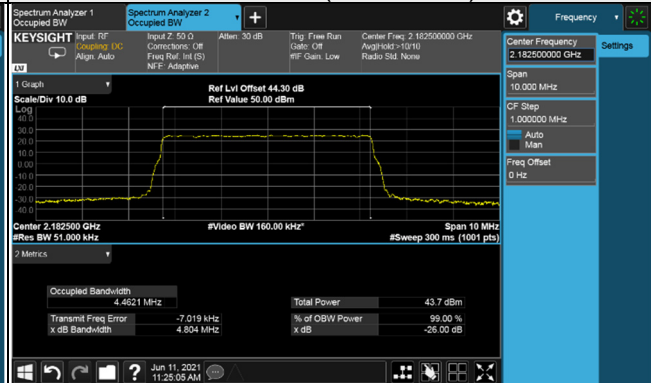 Spectrum Analyzer 1
Occupied BW
Spectrum Analyzer 2
Occupied BW
+
Frequency
KEYSIGHT
Input: RF
Coupling: DC
Align: Auto
Input Z: 50 Ω
Corrections: Off
Freq Ref: Int (S)
NFE: Adaptive
Atten: 30 dB
Trig: Free Run
Gate: Off
#IF Gain: Low
Center Freq: 2.182500000 GHz
Avg|Hold:>10/10
Radio Std: None
LXI
Center Frequency
2.182500000 GHz
Settings
Span
10.000 MHz
CF Step
1.000000 MHz
Auto
Man
Freq Offset
0 Hz
1 Graph
Scale/Div 10.0 dB
Ref Lvl Offset 44.30 dB
Ref Value 50.00 dBm
Log
40.0
30.0
20.0
10.0
0.00
-10.0
-20.0
-30.0
-40.0
Center 2.182500 GHz
#Res BW 51.000 kHz
#Video BW 160.00 kHz*
Span 10 MHz
#Sweep 300 ms (1001 pts)
2 Metrics
Occupied Bandwidth
4.4621 MHz
Total Power 43.7 dBm
Transmit Freq Error -7.019 kHz
% of OBW Power 99.00 %
x dB Bandwidth 4.804 MHz
x dB -26.00 dB
?
Jun 11, 2021
11:25:05 AM